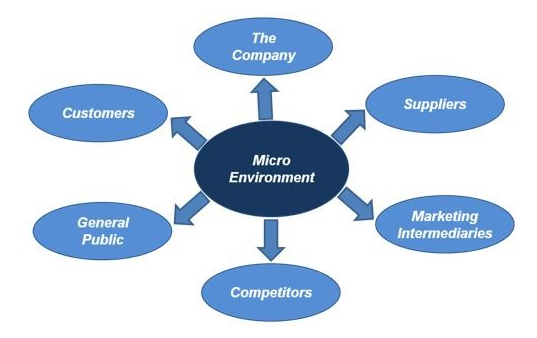 The
Company
Customers
Suppliers
Micro
Environment
General
Public
Marketing
Intermediaries
Competitors